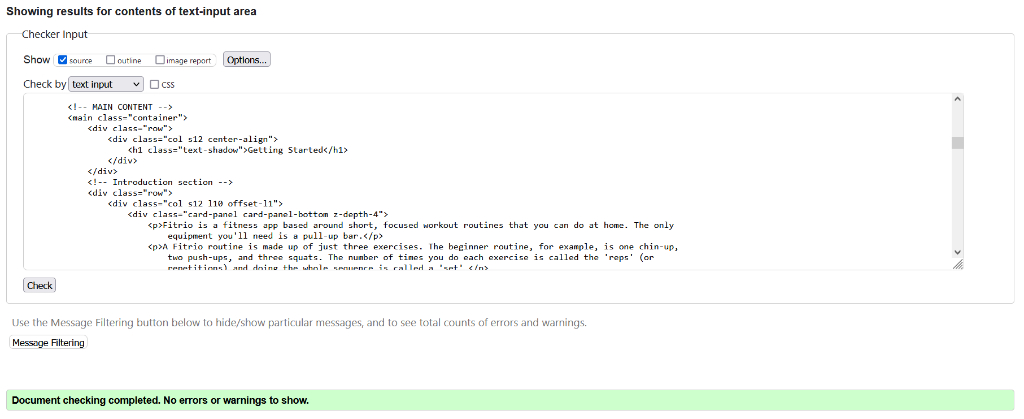 Showing results for contents of text-input area
Checker Input
Show source outline image report Options...
Check by text input css
<!-- MAIN CONTENT -->
<main class="container">
<div class="row">
<div class="col s12 center-align">
<h1 class="text-shadow">Getting Started</h1>
</div>
</div>
<!-- Introduction section -->
<div class="row">
<div class="col s12 l10 offset-l1">
<div class="card-panel card-panel-bottom z-depth-4">
<p>Fitrio is a fitness app based around short, focused workout routines that you can do at home. The only
equipment you'll need is a pull-up bar.</p>
<p>A Fitrio routine is made up of just three exercises. The beginner routine, for example, is one chin-up,
two push-ups, and three squats. The number of times you do each exercise is called the 'reps' (or
repetitions) and doing the whole sequence is called a 'set'.</p>
Check
Use the Message Filtering button below to hide/show particular messages, and to see total counts of errors and warnings.
Message Filtering
Document checking completed. No errors or warnings to show.